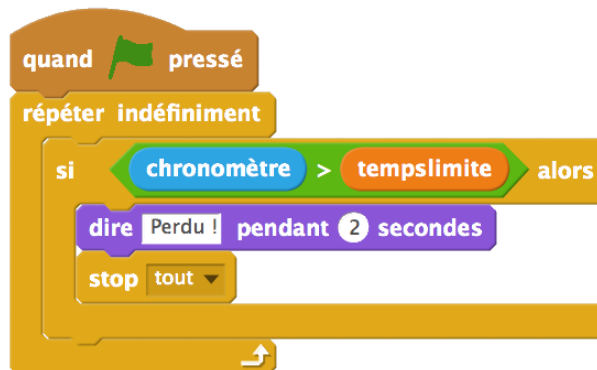 quand pressé
répéter indéfiniment
si chronomètre > tempslimite alors
dire Perdu ! pendant 2 secondes
stop tout